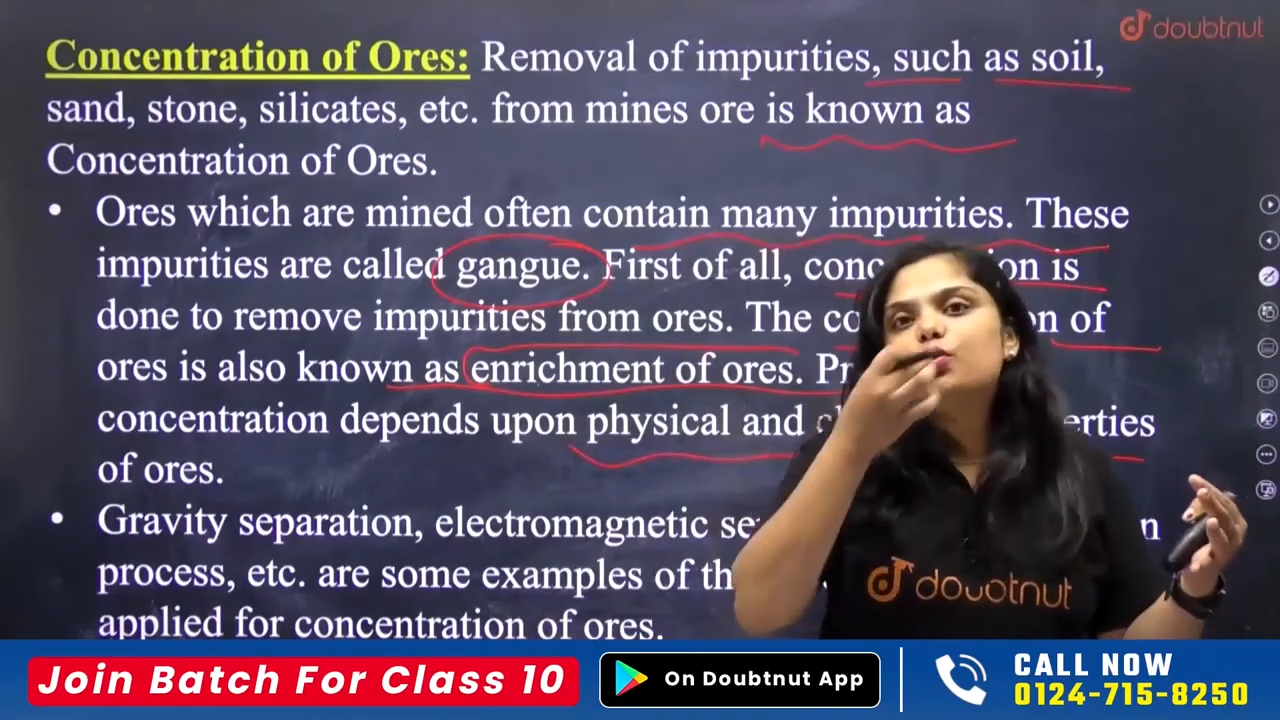 doubtnut
Concentration of Ores: Removal of impurities, such as soil,
sand, stone, silicates, etc. from mines ore is known as
Concentration of Ores.
• Ores which are mined often contain many impurities. These
impurities are called gangue. First of all, conc ion is
done to remove impurities from ores. The co n of
ores is also known as enrichment of ores. Pr
concentration depends upon physical and c erties
of ores.
• Gravity separation, electromagnetic se n
process, etc. are some examples of th
applied for concentration of ores.
doubtnut
Join Batch For Class 10
On Doubtnut App
CALL NOW
0124-715-8250